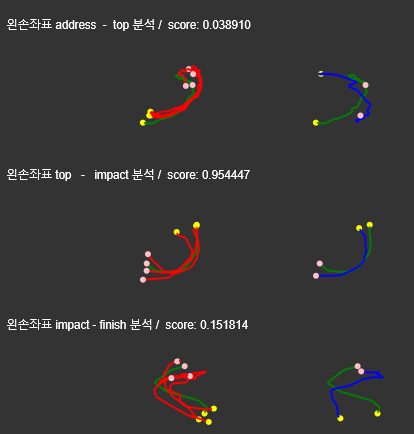 왼손좌표 address - top 분석 / score: 0.038910
왼손좌표 top - impact 분석 / score: 0.954447
왼손좌표 impact - finish 분석 / score: 0.151814